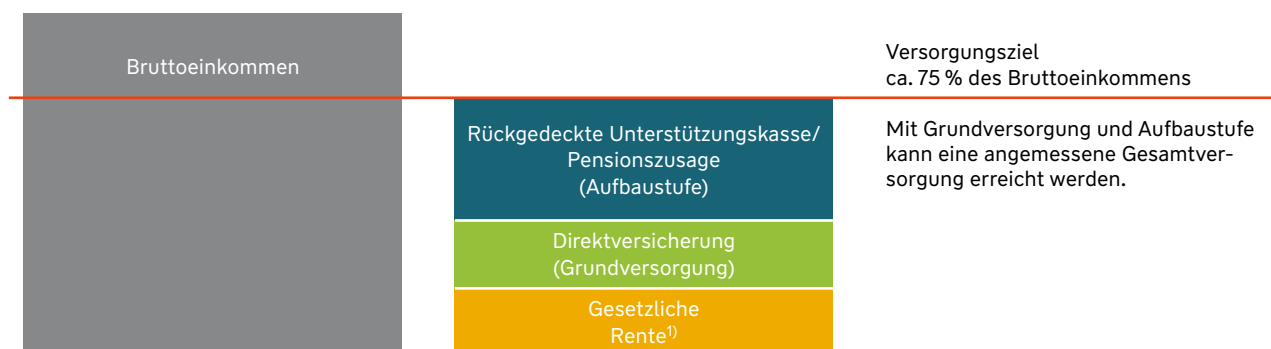 Bruttoeinkommen
Versorgungsziel
ca. 75 % des Bruttoeinkommens
Rückgedeckte Unterstützungskasse/
Pensionszusage
(Aufbaustufe)
Mit Grundversorgung und Aufbaustufe
kann eine angemessene Gesamtver-
sorgung erreicht werden.
Direktversicherung
(Grundversorgung)
Gesetzliche
Rente¹⁾